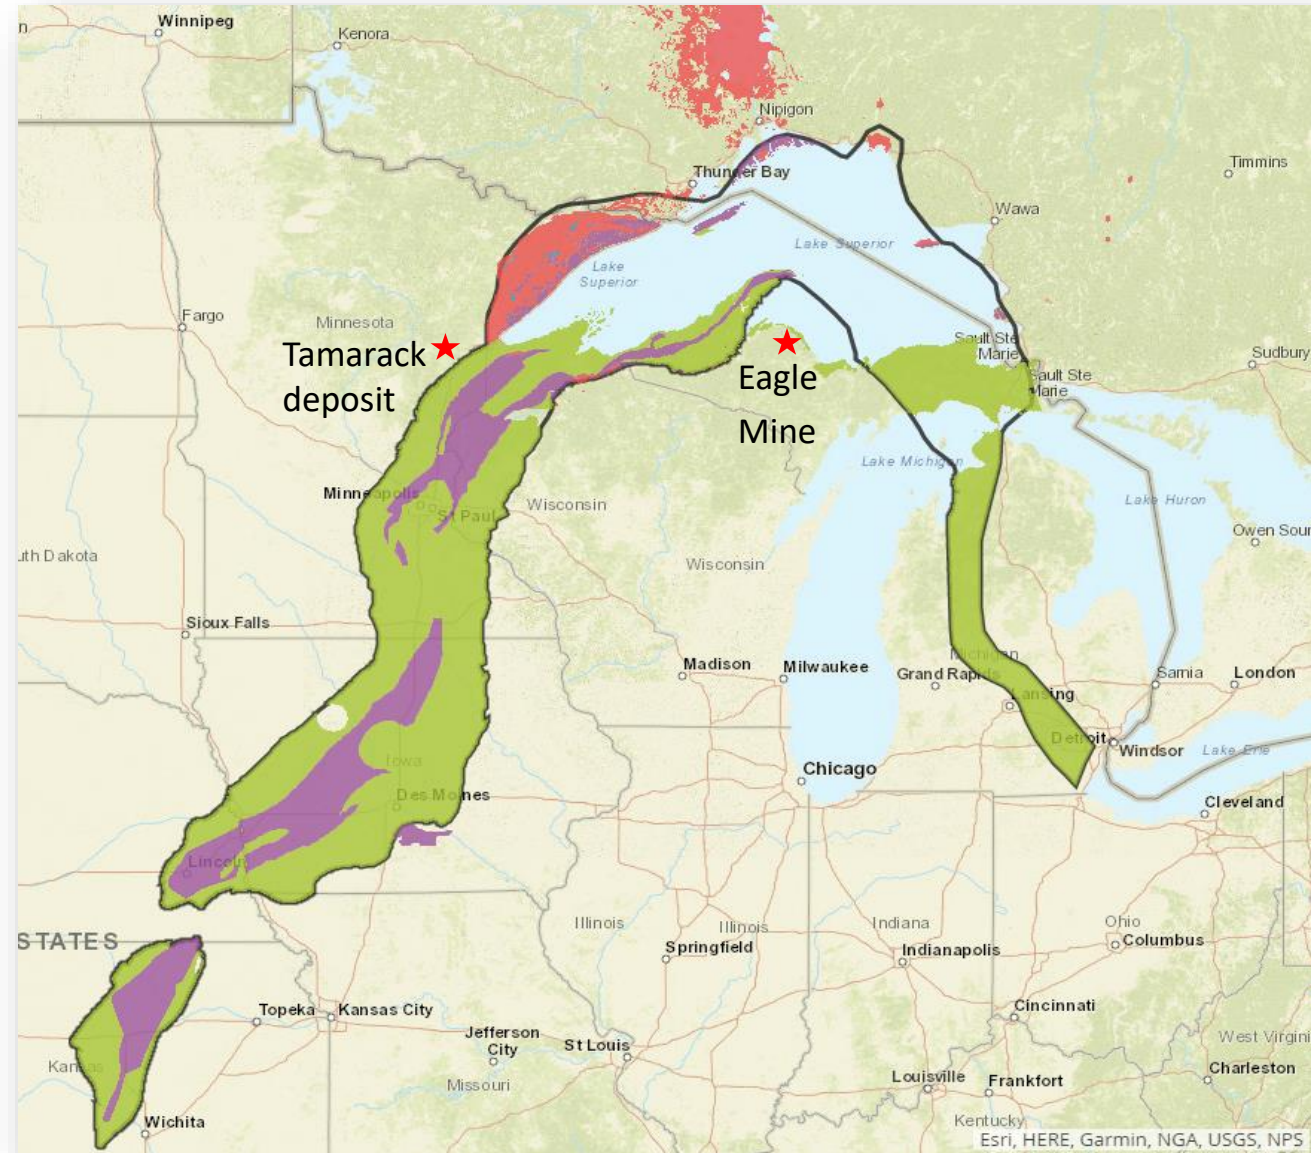 Winnipeg
Kenora
Nipigon
Thunder Bay
Timmins
Wawa
Lake Superior
Lake
Superior
Fargo
Minnesota
Tamarack
deposit
Eagle
Mine
Sault Ste
Marie
ault Ste
Marie
Sudbury
Lake Michigan
Lake Huron
Owen Soun
Minneapolis
St Paul
Wisconsin
Wisconsin
uth Dakota
Sioux Falls
Madison
Milwaukee
Michigan
Grand Rapids
Lansing
Sarnia
London
Detroit
Windsor
Lake Erie
Chicago
Cleveland
Iowa
Des Moines
Lincoln
Illinois
Illinois
Indiana
Ohio
STATES
Springfield
Indianapolis
Columbus
Topeka
Kansas City
Jefferson
City
St Louis
Cincinnati
West Virgini
Kansas
Missouri
Louisville
Frankfort
Charleston
Wichita
Kentucky
Esri, HERE, Garmin, NGA, USGS, NPS